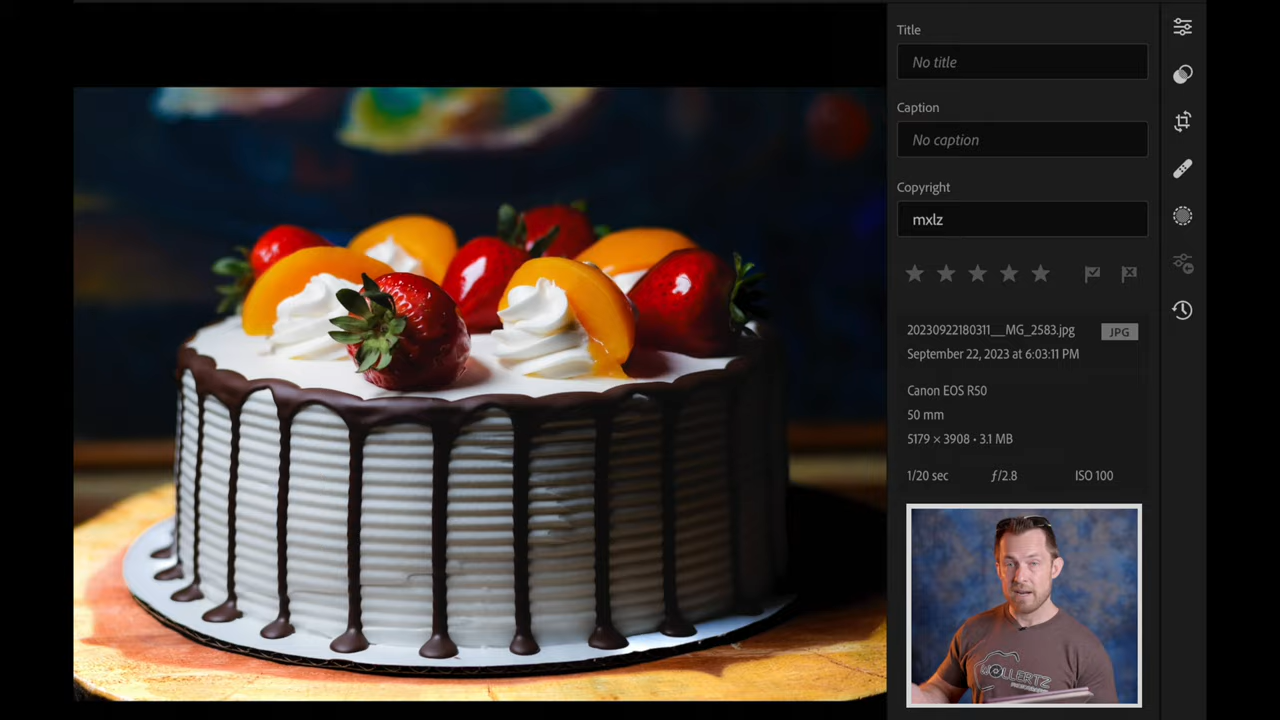 Title
No title
Caption
No caption
Copyright
mxlz
20230922180311__MG_2583.jpg
JPG
September 22, 2023 at 6:03:11 PM
Canon EOS R50
50 mm
5179 × 3908 • 3.1 MB
1/20 sec f/2.8 ISO 100